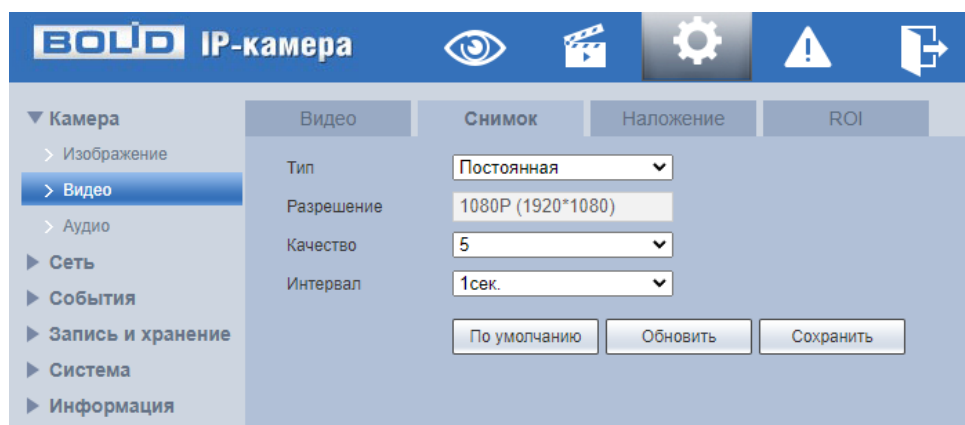 BOLID IP-камера
Камера
Изображение
Видео
Аудио
Сеть
События
Запись и хранение
Система
Информация
Видео Снимок Наложение ROI
Тип Постоянная
Разрешение 1080P (1920*1080)
Качество 5
Интервал 1сек.
По умолчанию Обновить Сохранить